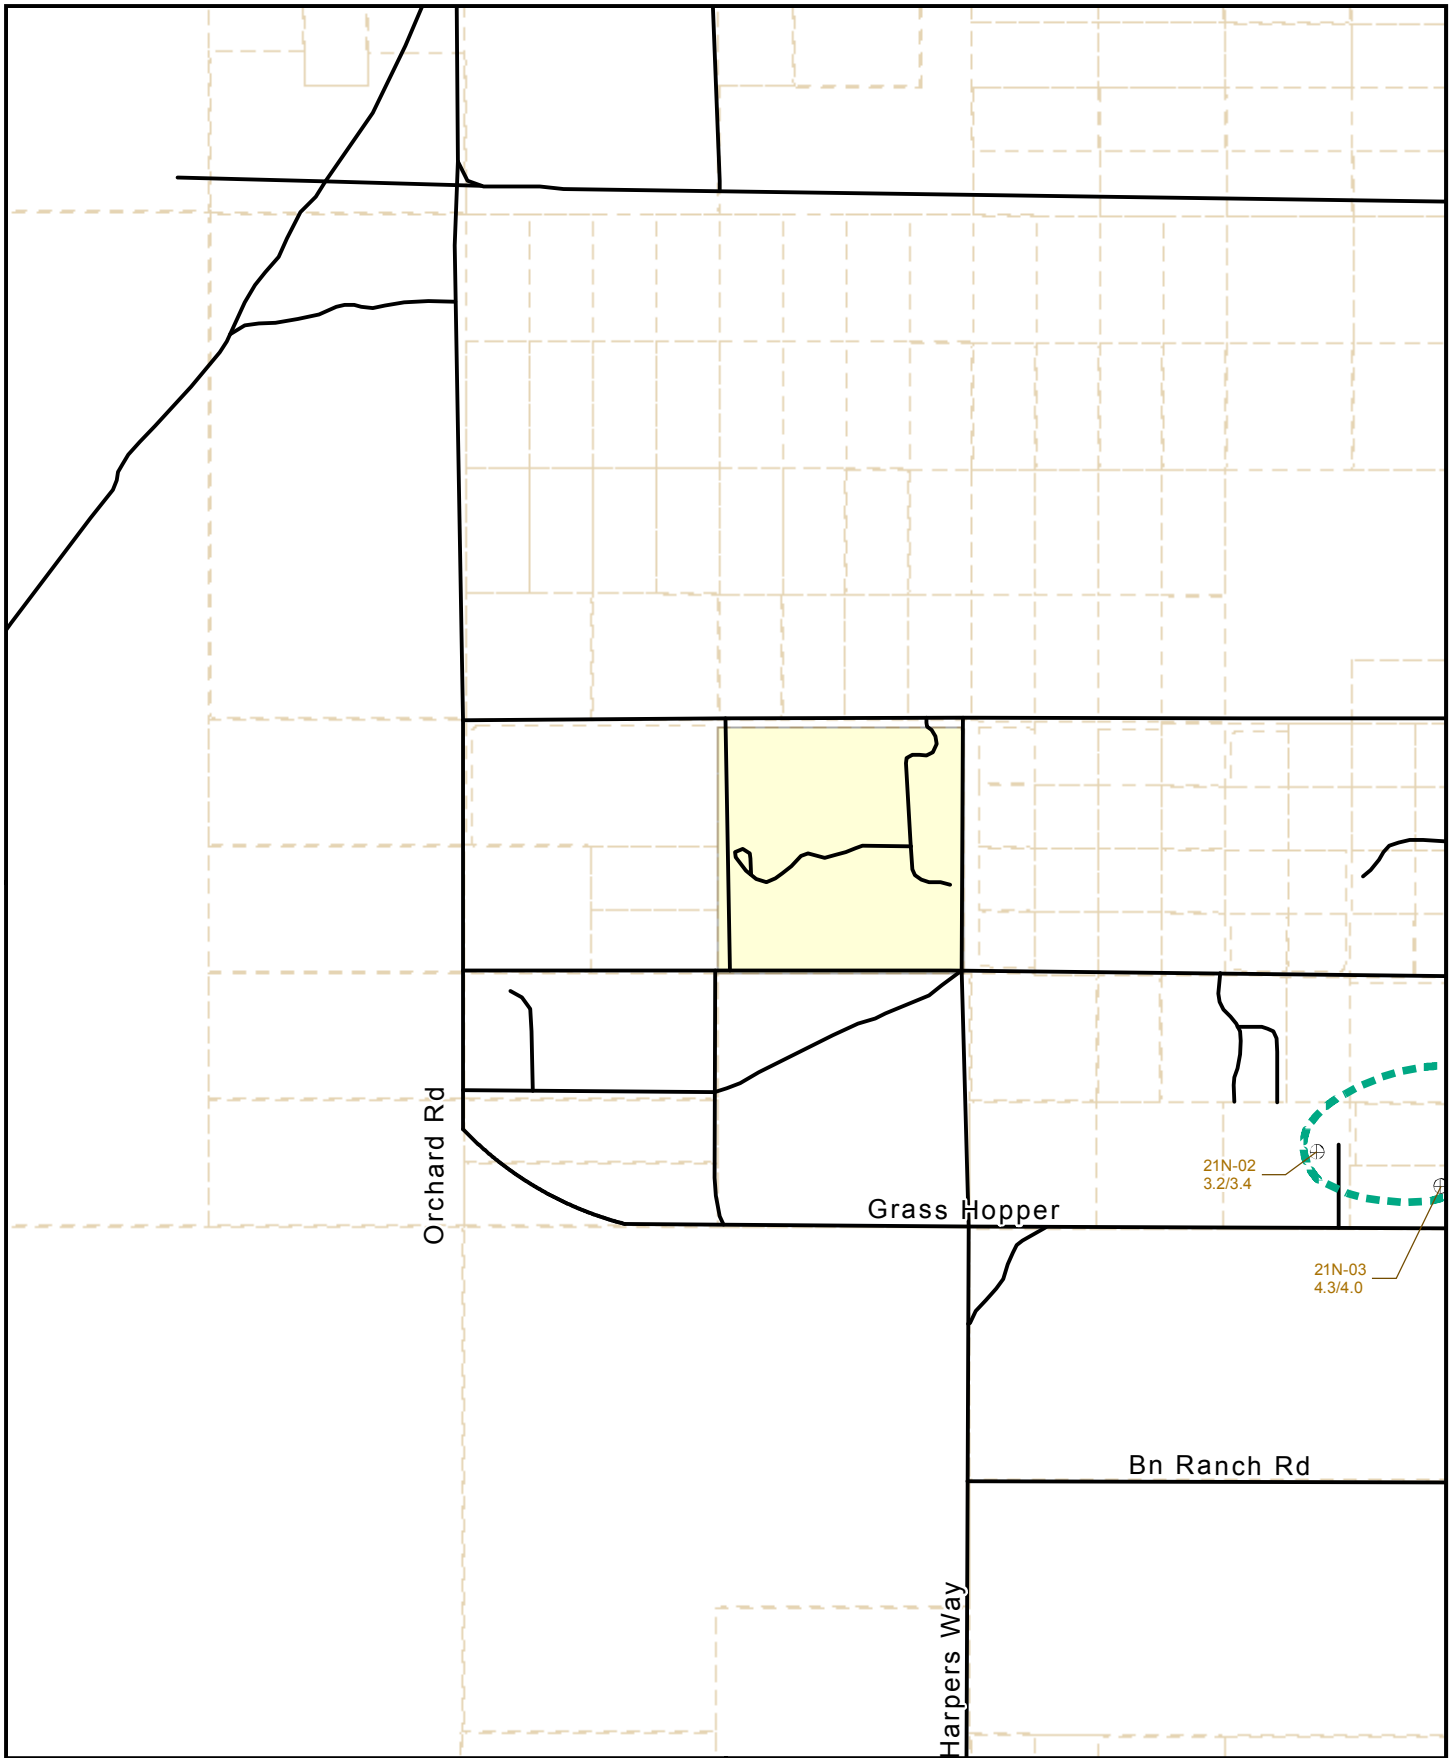 Orchard Rd
21N-02
3.2/3.4
Grass Hopper
21N-03
4.3/4.0
Bn Ranch Rd
Harpers Way